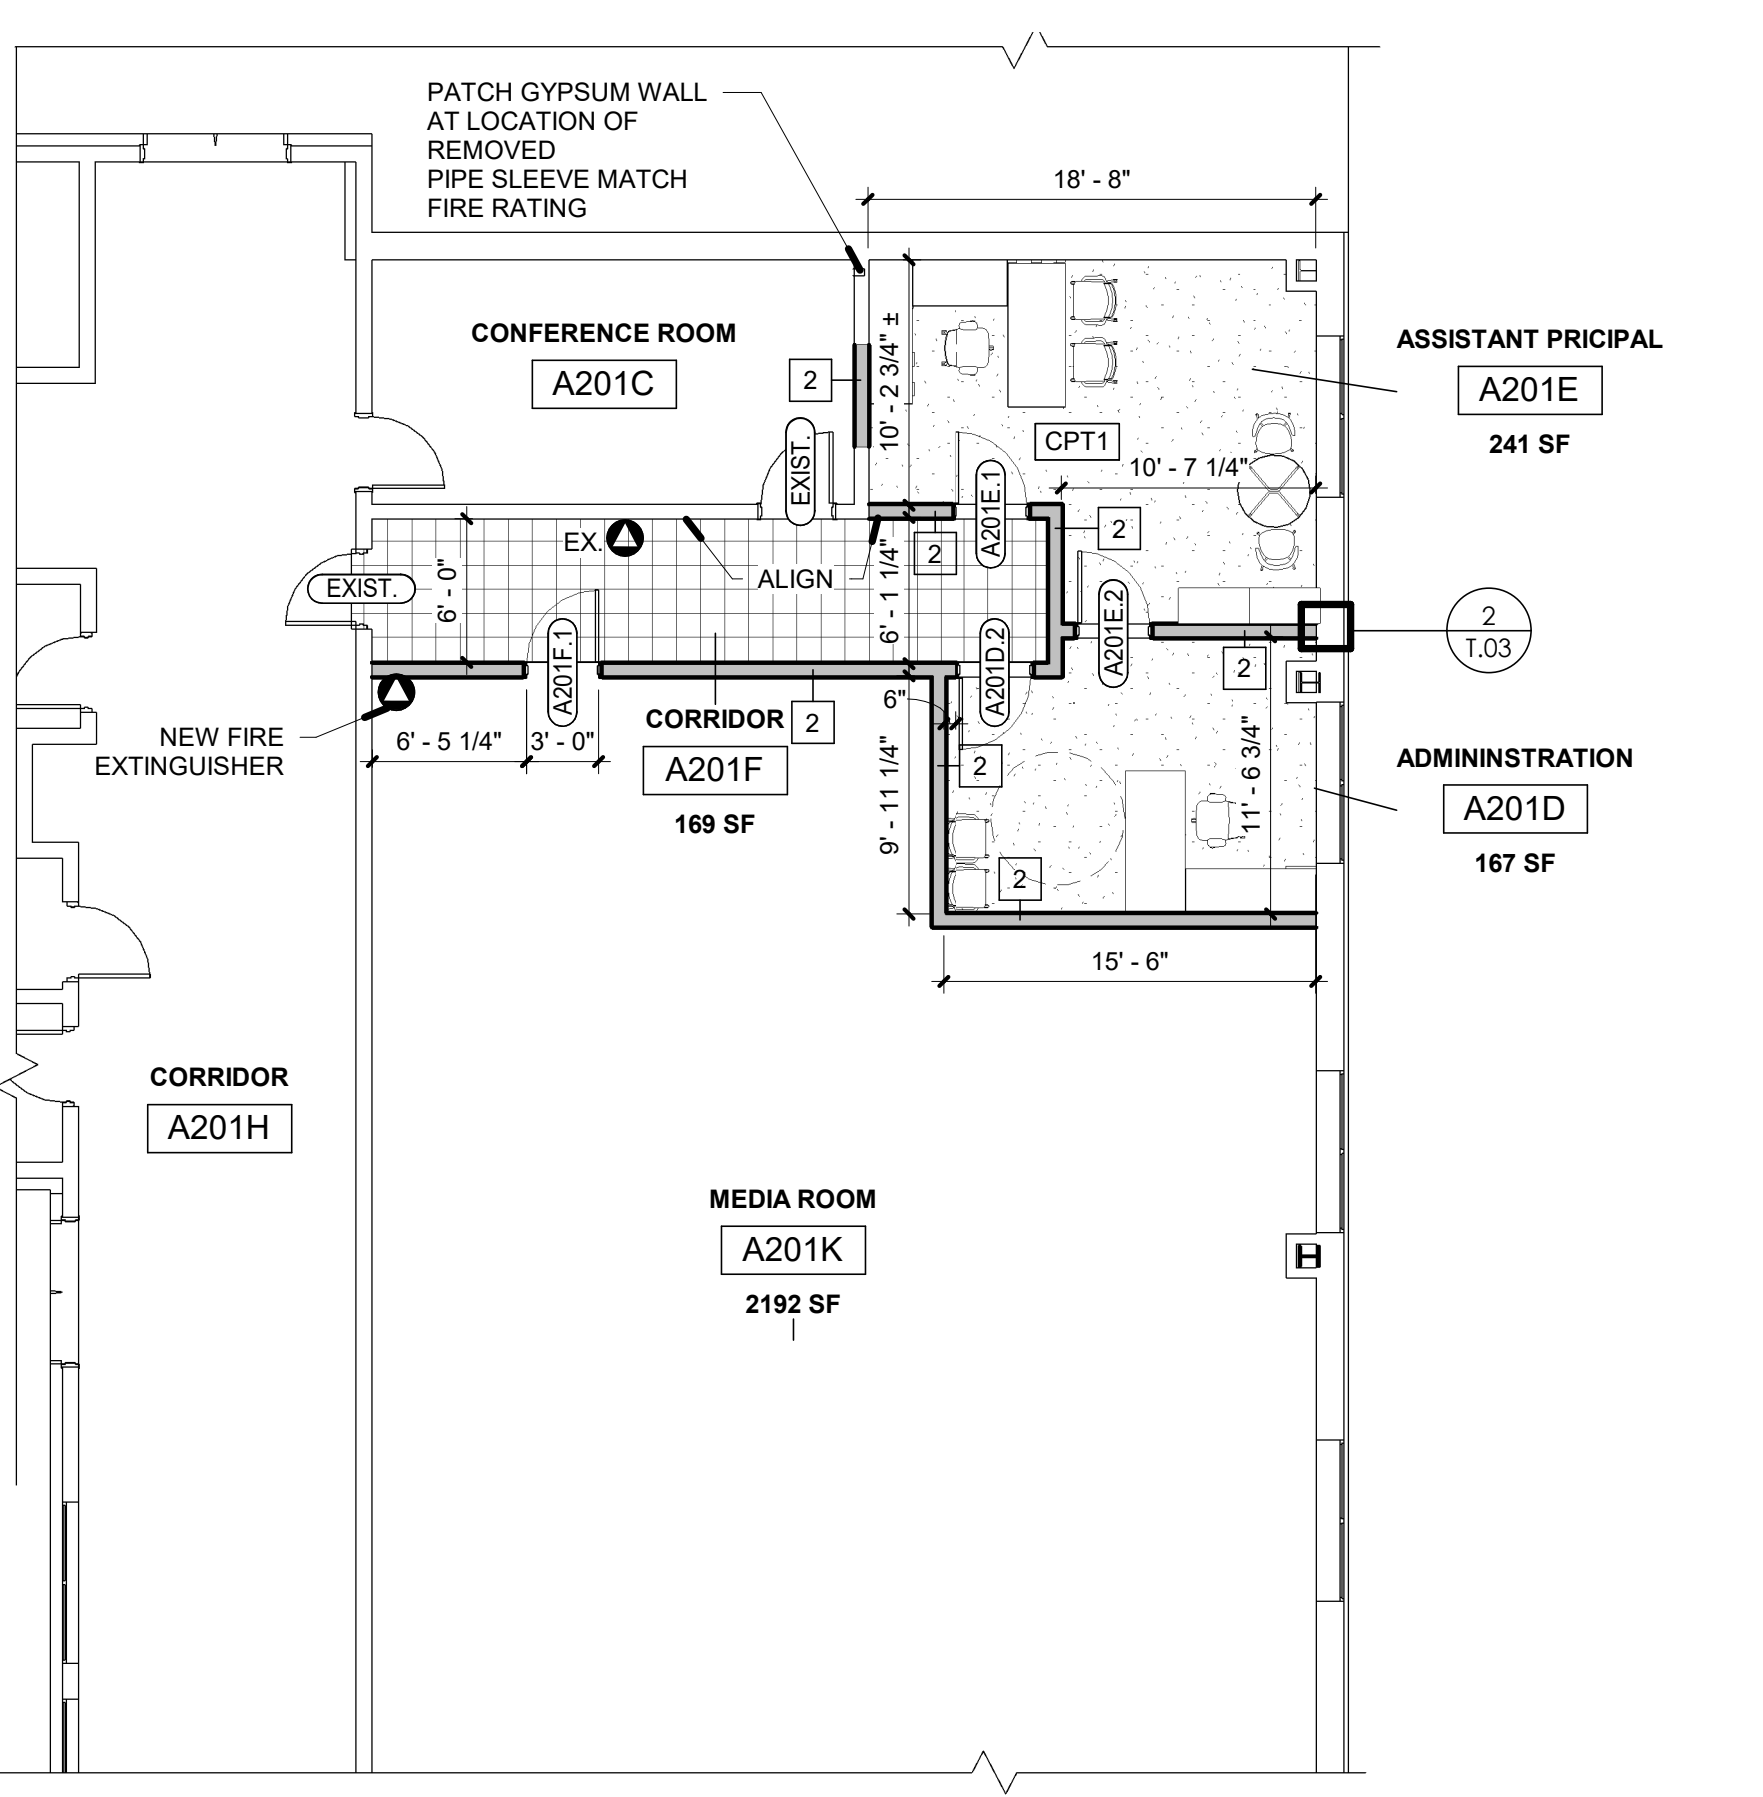 PATCH GYPSUM WALL
AT LOCATION OF
REMOVED
PIPE SLEEVE MATCH
FIRE RATING
18' - 8"
CONFERENCE ROOM
A201C
2
10' - 2 3/4" ±
ASSISTANT PRICIPAL
A201E
241 SF
CPT1
10' - 7 1/4"
EXIST.
A201E.1
2
2
EX.
ALIGN
EXIST.
6' - 0"
6' - 1 1/4"
A201F.1
A201D.2
A201E.2
2
2
T.03
NEW FIRE
EXTINGUISHER
6' - 5 1/4"
3' - 0"
CORRIDOR
2
A201F
169 SF
6"
2
9' - 11 1/4"
11' - 6 3/4"
ADMININSTRATION
A201D
167 SF
2
15' - 6"
CORRIDOR
A201H
MEDIA ROOM
A201K
2192 SF